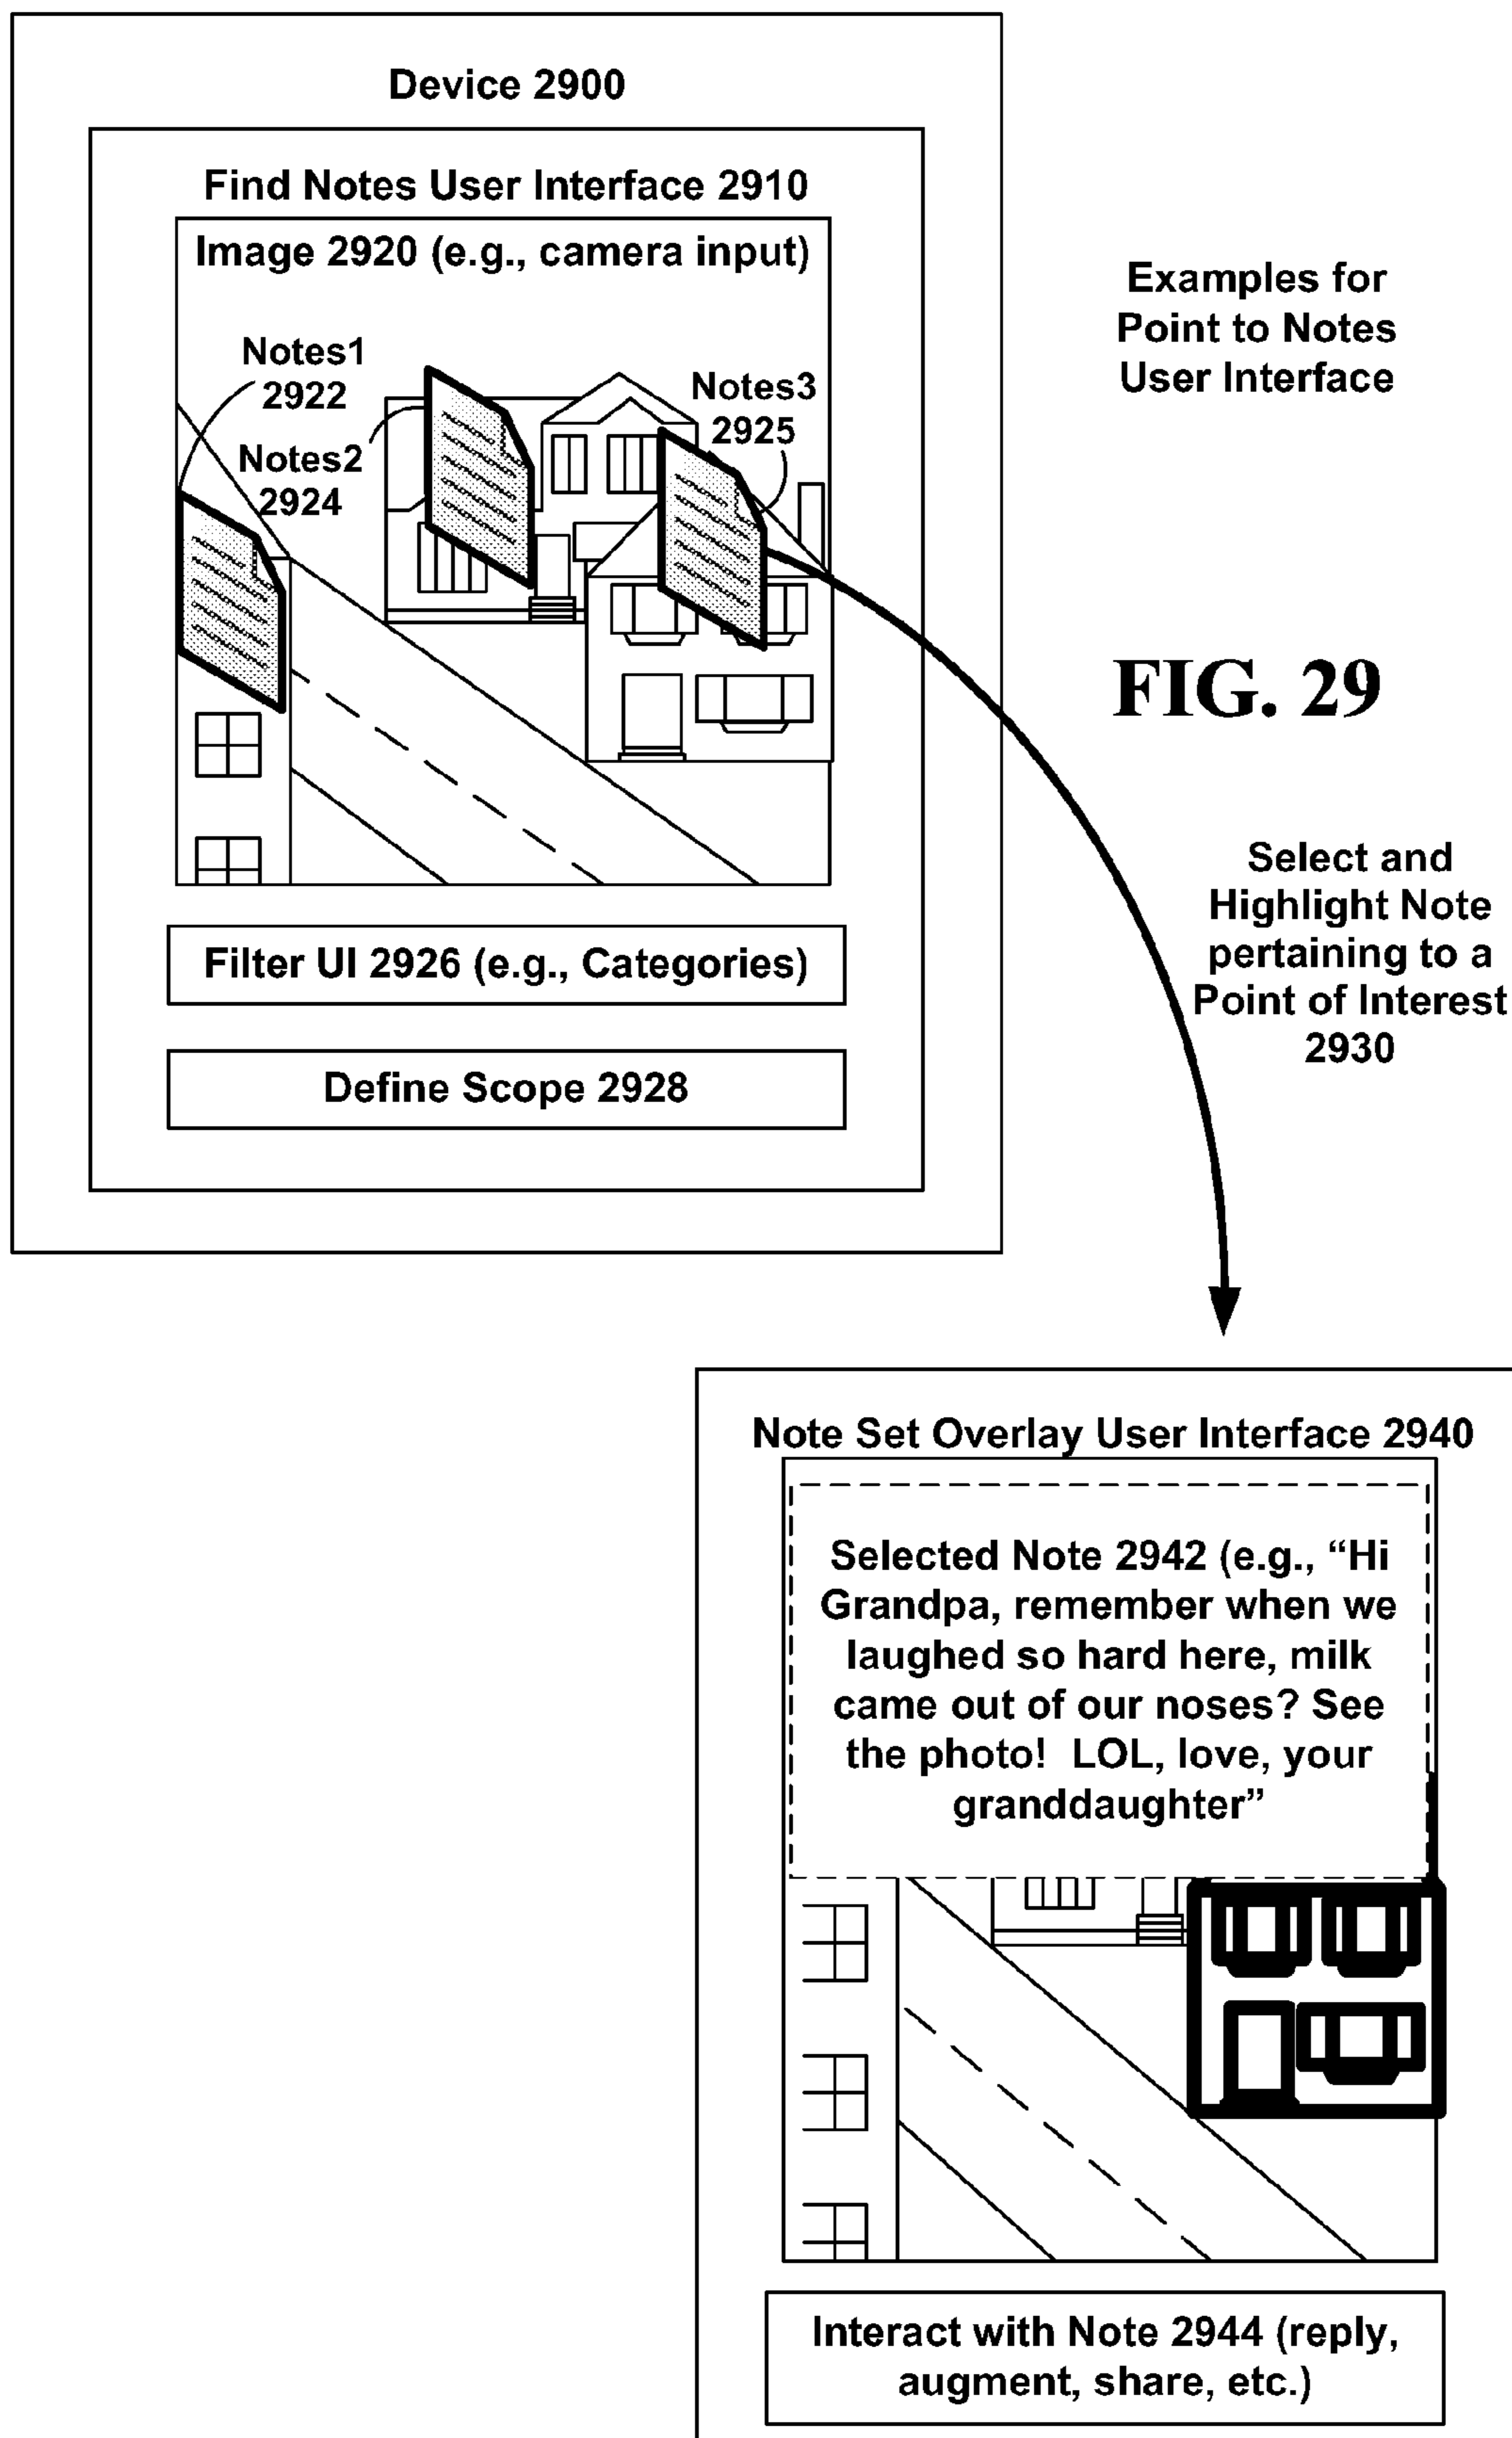 Device 2900
Find Notes User Interface 2910
Image 2920 (e.g., camera input)
Notes1
2922
Notes2
2924
Notes3
2925
Filter UI 2926 (e.g., Categories)
Define Scope 2928
Examples for
Point to Notes
User Interface
FIG. 29
Select and
Highlight Note
pertaining to a
Point of Interest
2930
Note Set Overlay User Interface 2940
Selected Note 2942 (e.g., “Hi
Grandpa, remember when we
laughed so hard here, milk
came out of our noses? See
the photo!  LOL, love, your
granddaughter”
Interact with Note 2944 (reply,
augment, share, etc.)